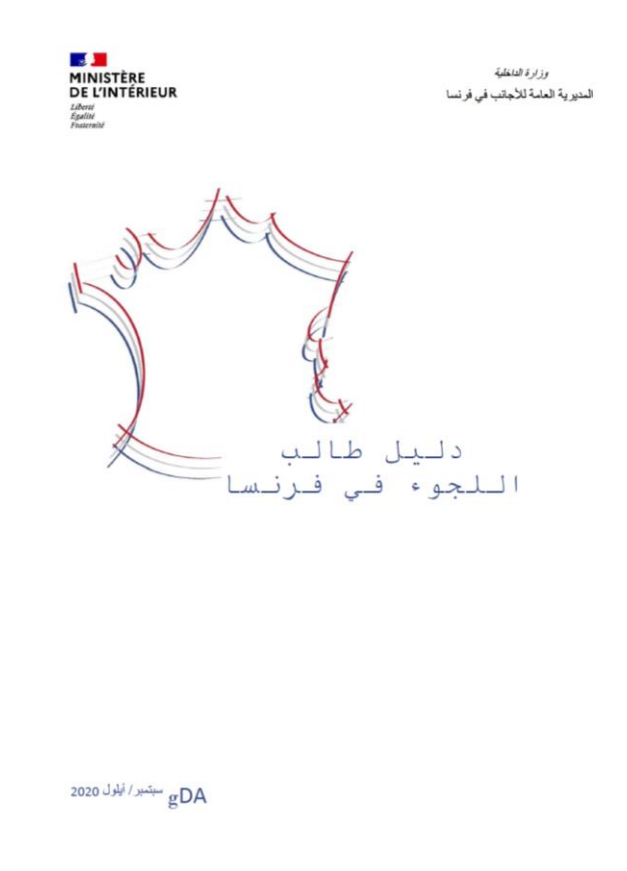 MINISTÈRE
DE L'INTÉRIEUR
Liberté
Égalité
Fraternité
وزارة الداخلية
المديرية العامة للأجانب في فرنسا
دليل طالب
اللجوء في فرنسا
سبتمبر/ أيلول 2020
gDA